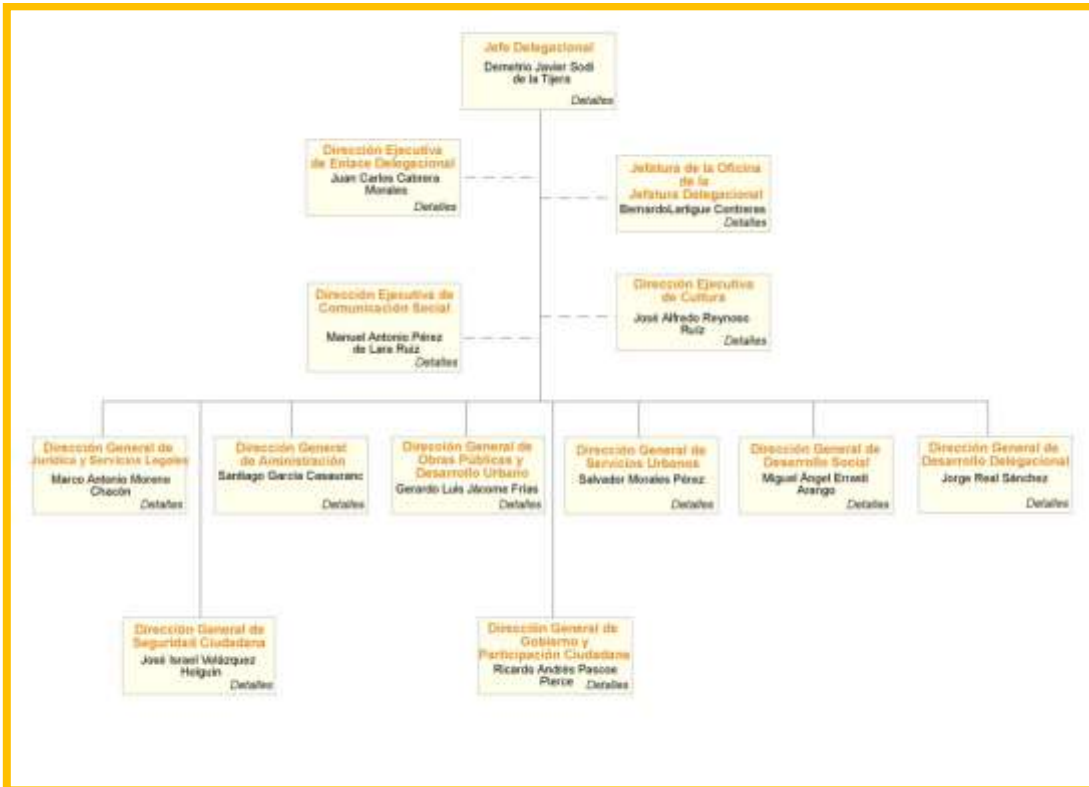 Jefe Delegacional
Demetrio Javier Sodi
de la Tijera
Detalles
Dirección Ejecutiva
de Enlace Delegacional
Juan Carlos Cabrera
Morales
Detalles
Jefatura de la Oficina
de la
Jefatura Delegacional
BernardoLartigue Contreras
Detalles
Dirección Ejecutiva de
Comunicación Social
Manuel Antonio Pérez
de Lara Ruiz
Detalles
Dirección Ejecutiva
de Cultura
José Alfredo Reynoso
Ruíz
Detalles
Dirección General de
Jurídica y Servicios Legales
Marco Antonio Moreno
Chacón
Detalles
Dirección General
de Aministración
Santiago García Casauranc
Detalles
Dirección General de
Obras Públicas y
Desarrollo Urbano
Gerardo Luis Jácome Frías
Detalles
Dirección General de
Servicios Urbanos
Salvador Morales Pérez
Detalles
Dirección General de
Desarrollo Social
Miguel Ángel Errasti
Arango
Detalles
Dirección General de
Desarrollo Delegacional
Jorge Real Sánchez
Detalles
Dirección General de
Seguridad Ciudadana
José Israel Velázquez
Holguín
Detalles
Dirección General de
Gobierno y
Participación Ciudadana
Ricardo Andrés Pascoe
Pierce Detalles